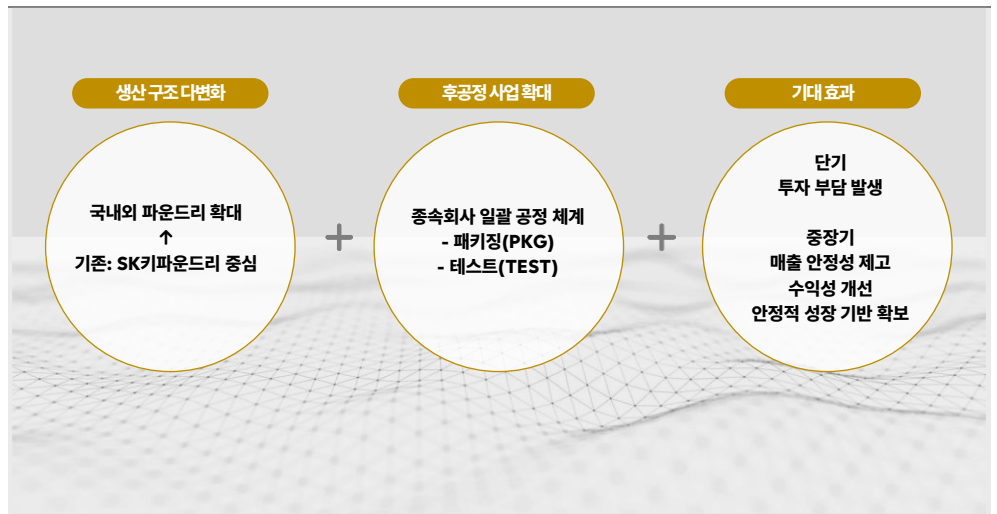 생산 구조 다변화
국내외 파운드리 확대
↑
기존: SK키파운드리 중심
+
후공정 사업 확대
종속회사 일괄 공정 체계
- 패키징(PKG)
- 테스트(TEST)
+
기대 효과
단기
투자 부담 발생
중장기
매출 안정성 제고
수익성 개선
안정적 성장 기반 확보